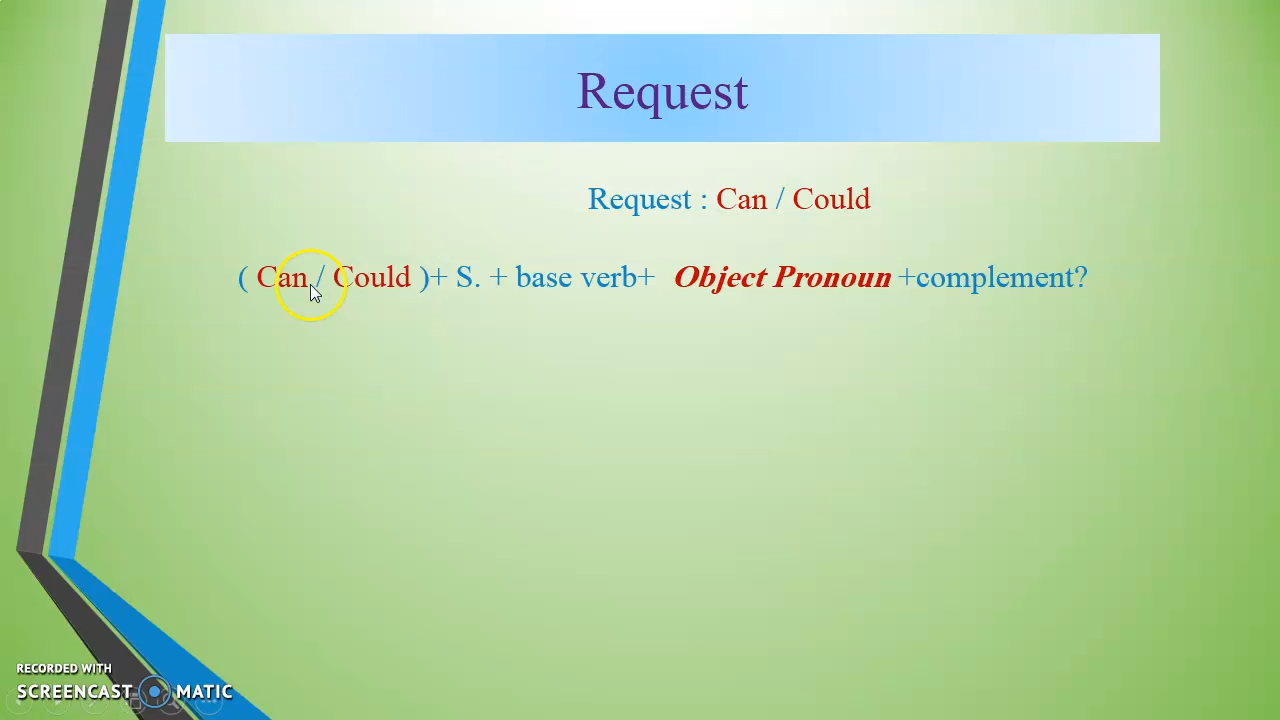 Request
Request : Can / Could
( Can / Could )+ S. + base verb+ Object Pronoun +complement?
RECORDED WITH
SCREENCAST MATIC